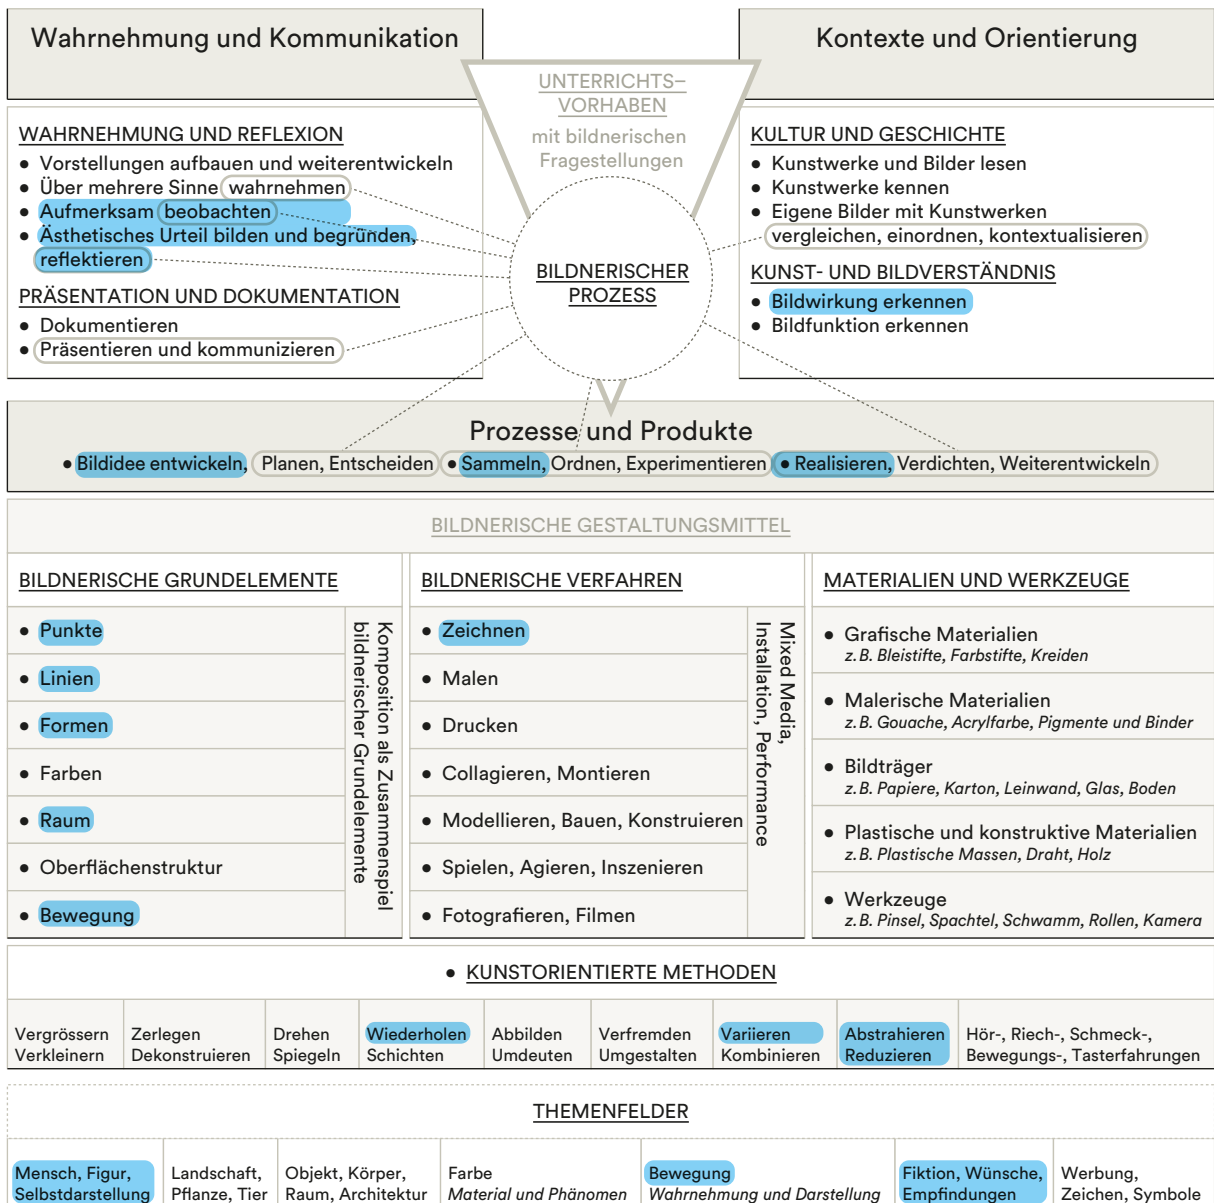 Wahrnehmung und Kommunikation
Kontexte und Orientierung
UNTERRICHTS–
VORHABEN
mit bildnerischen
Fragestellungen
WAHRNEHMUNG UND REFLEXION
• Vorstellungen aufbauen und weiterentwickeln
• Über mehrere Sinne wahrnehmen
• Aufmerksam beobachten
• Ästhetisches Urteil bilden und begründen,
reflektieren
PRÄSENTATION UND DOKUMENTATION
• Dokumentieren
• Präsentieren und kommunizieren
BILDNERISCHER
PROZESS
KULTUR UND GESCHICHTE
• Kunstwerke und Bilder lesen
• Kunstwerke kennen
• Eigene Bilder mit Kunstwerken
vergleichen, einordnen, kontextualisieren
KUNST- UND BILDVERSTÄNDNIS
• Bildwirkung erkennen
• Bildfunktion erkennen
Prozesse und Produkte
• Bildidee entwickeln, Planen, Entscheiden • Sammeln, Ordnen, Experimentieren • Realisieren, Verdichten, Weiterentwickeln
BILDNERISCHE GESTALTUNGSMITTEL
BILDNERISCHE GRUNDELEMENTE
• Punkte
• Linien
• Formen
• Farben
• Raum
• Oberflächenstruktur
• Bewegung
Komposition als Zusammenspiel
bildnerischer Grundelemente
BILDNERISCHE VERFAHREN
• Zeichnen
• Malen
• Drucken
• Collagieren, Montieren
• Modellieren, Bauen, Konstruieren
• Spielen, Agieren, Inszenieren
• Fotografieren, Filmen
Mixed Media,
Installation, Performance
MATERIALIEN UND WERKZEUGE
• Grafische Materialien
z. B. Bleistifte, Farbstifte, Kreiden
• Malerische Materialien
z. B. Gouache, Acrylfarbe, Pigmente und Binder
• Bildträger
z. B. Papiere, Karton, Leinwand, Glas, Boden
• Plastische und konstruktive Materialien
z. B. Plastische Massen, Draht, Holz
• Werkzeuge
z. B. Pinsel, Spachtel, Schwamm, Rollen, Kamera
• KUNSTORIENTIERTE METHODEN
Vergrössern
Verkleinern
Zerlegen
Dekonstruieren
Drehen
Spiegeln
Wiederholen
Schichten
Abbilden
Umdeuten
Verfremden
Umgestalten
Variieren
Kombinieren
Abstrahieren
Reduzieren
Hör-, Riech-, Schmeck-,
Bewegungs-, Tasterfahrungen
THEMENFELDER
Mensch, Figur,
Selbstdarstellung
Landschaft,
Pflanze, Tier
Objekt, Körper,
Raum, Architektur
Farbe
Material und Phänomen
Bewegung
Wahrnehmung und Darstellung
Fiktion, Wünsche,
Empfindungen
Werbung,
Zeichen, Symbole